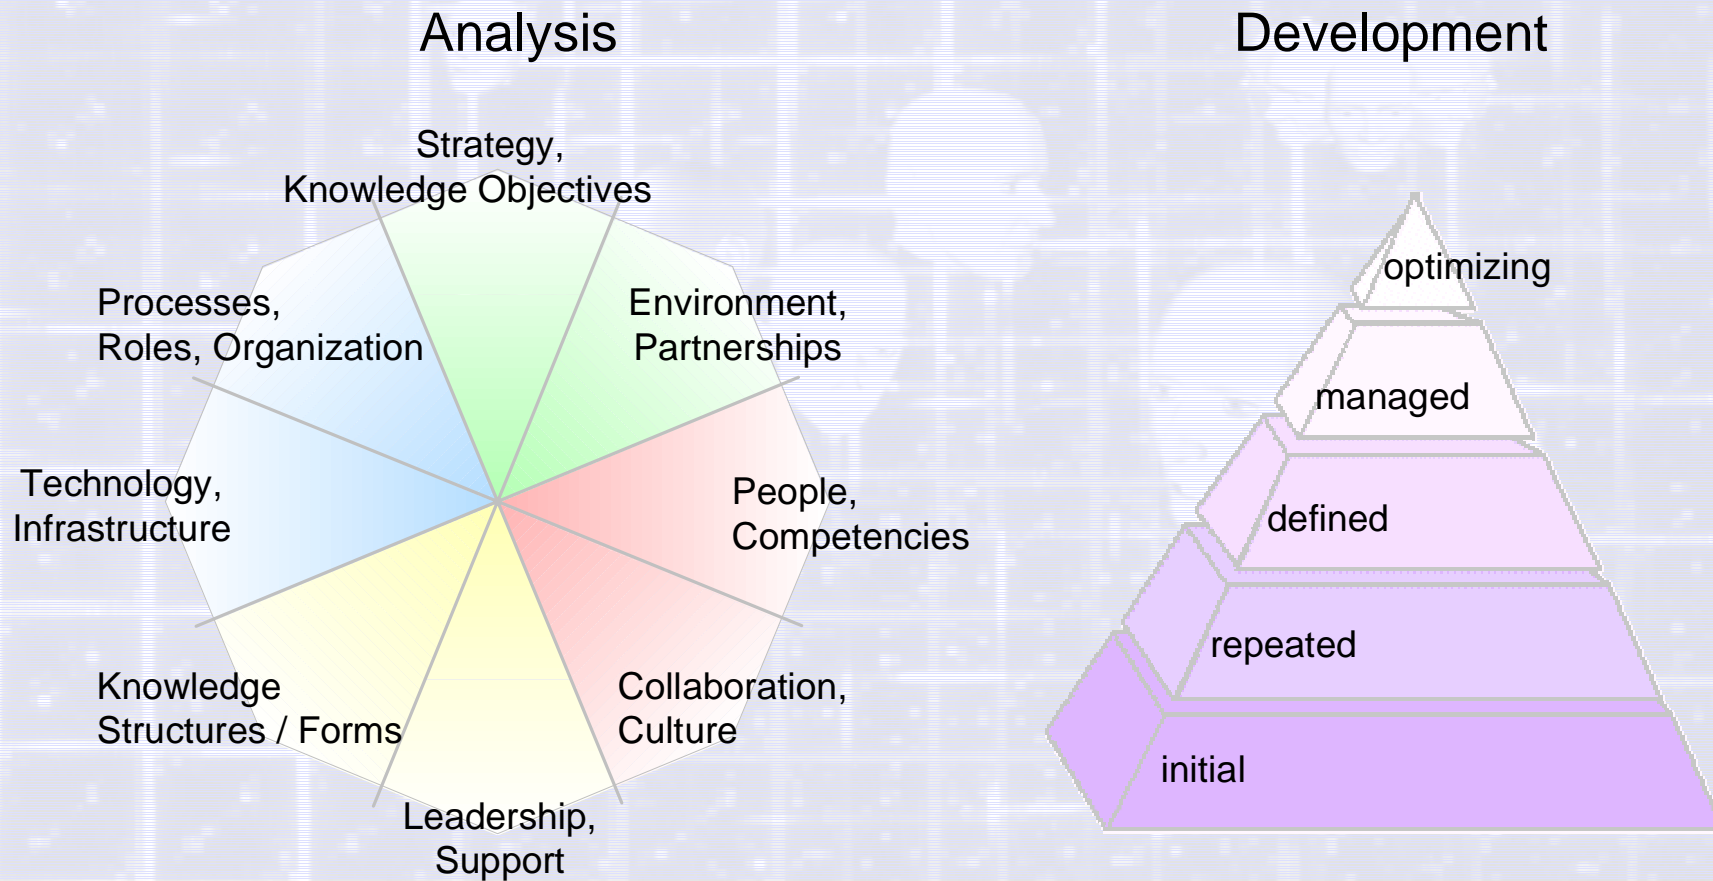 Analysis
Development
Strategy,
Knowledge Objectives
Processes,
Roles, Organization
Environment,
Partnerships
Technology,
Infrastructure
People,
Competencies
Knowledge
Structures / Forms
Collaboration,
Culture
Leadership,
Support
optimizing
managed
defined
repeated
initial